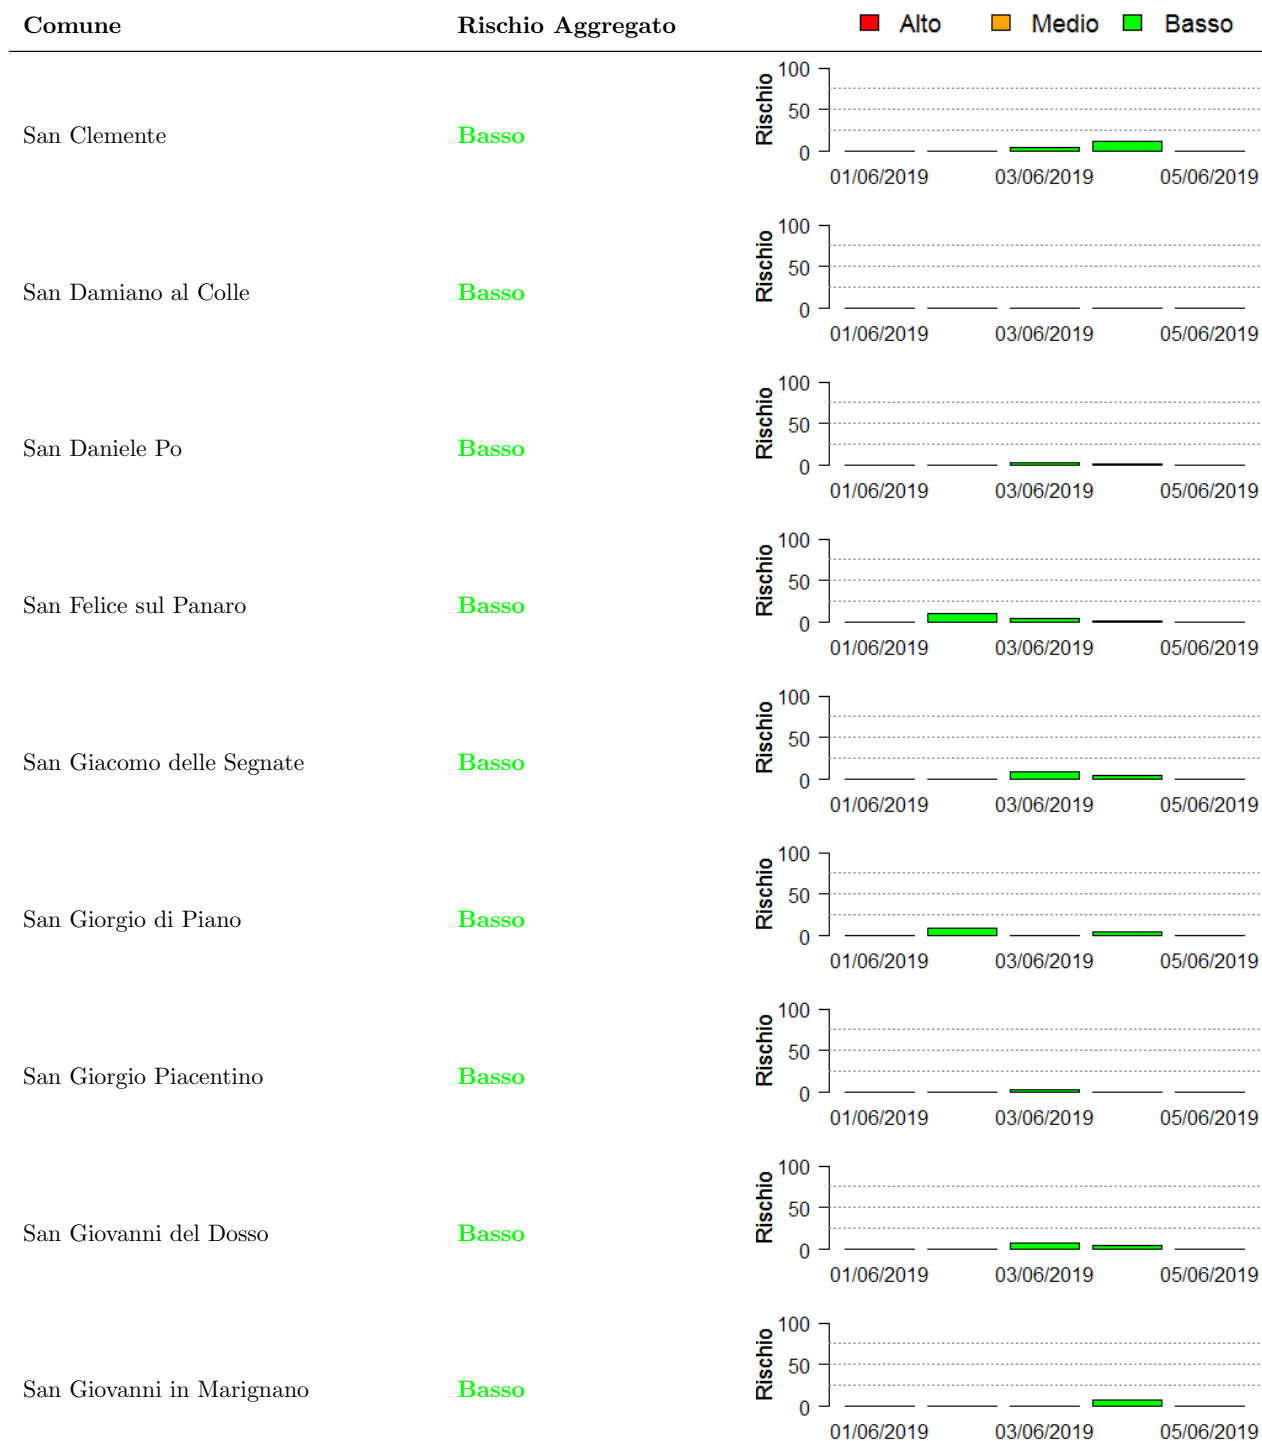 Comune Rischio Aggregato Alto Medio Basso
100
50
0
Rischio
San Clemente Basso
01/06/2019 03/06/2019 05/06/2019
100
50
0
Rischio
San Damiano al Colle Basso
01/06/2019 03/06/2019 05/06/2019
100
50
0
Rischio
San Daniele Po Basso
01/06/2019 03/06/2019 05/06/2019
100
50
0
Rischio
San Felice sul Panaro Basso
01/06/2019 03/06/2019 05/06/2019
100
50
0
Rischio
San Giacomo delle Segnate Basso
01/06/2019 03/06/2019 05/06/2019
100
50
0
Rischio
San Giorgio di Piano Basso
01/06/2019 03/06/2019 05/06/2019
100
50
0
Rischio
San Giorgio Piacentino Basso
01/06/2019 03/06/2019 05/06/2019
100
50
0
Rischio
San Giovanni del Dosso Basso
01/06/2019 03/06/2019 05/06/2019
100
50
0
Rischio
San Giovanni in Marignano Basso
01/06/2019 03/06/2019 05/06/2019